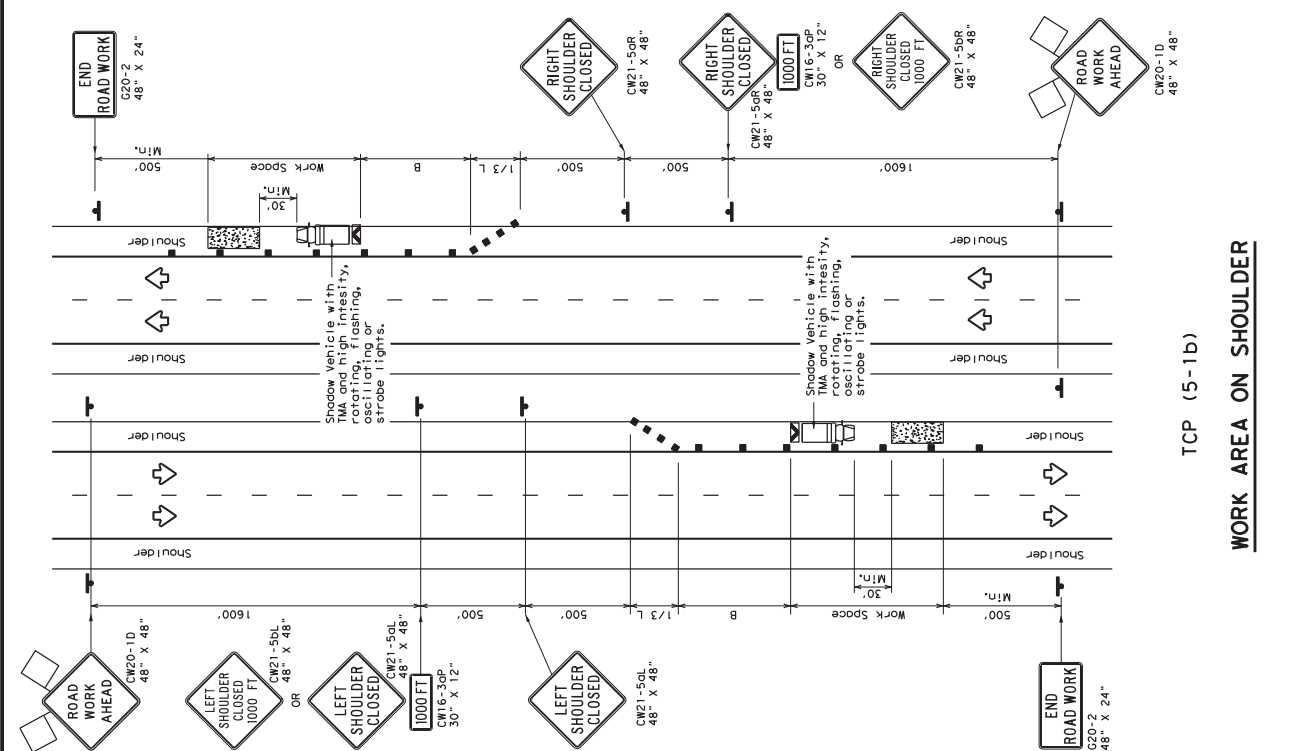 END
ROAD WORK
G20-2
48" X 24"
RIGHT
SHOULDER
CLOSED
CW21-5aR
48" X 48"
RIGHT
SHOULDER
CLOSED
CW21-5aR
48" X 48"
1000 FT
CW16-3aP
30" X 12"
OR
RIGHT
SHOULDER
CLOSED
1000 FT
CW21-5bR
48" X 48"
ROAD
WORK
AHEAD
CW20-1D
48" X 48"
Min.
500'
Work Space
B
1/3 L
500'
500'
1600'
Min.
30'
Shoulder
Shoulder
Shadow Vehicle with
TMA and high intesity,
rotating, flashing,
oscillating or
strobe lights.
Shoulder
Shoulder
Shadow Vehicle with
TMA and high intesity,
rotating, flashing,
oscillating or
strobe lights.
Shoulder
Shoulder
Shoulder
Shoulder
Min.
30'
1600'
500'
500'
1/3 L
B
Work Space
Min.
500'
ROAD
WORK
AHEAD
CW20-1D
48" X 48"
LEFT
SHOULDER
CLOSED
1000 FT
CW21-5bL
48" X 48"
OR
LEFT
SHOULDER
CLOSED
CW21-5aL
48" X 48"
1000 FT
CW16-3aP
30" X 12"
LEFT
SHOULDER
CLOSED
CW21-5aL
48" X 48"
END
ROAD WORK
G20-2
48" X 24"
TCP (5-1b)
WORK AREA ON SHOULDER